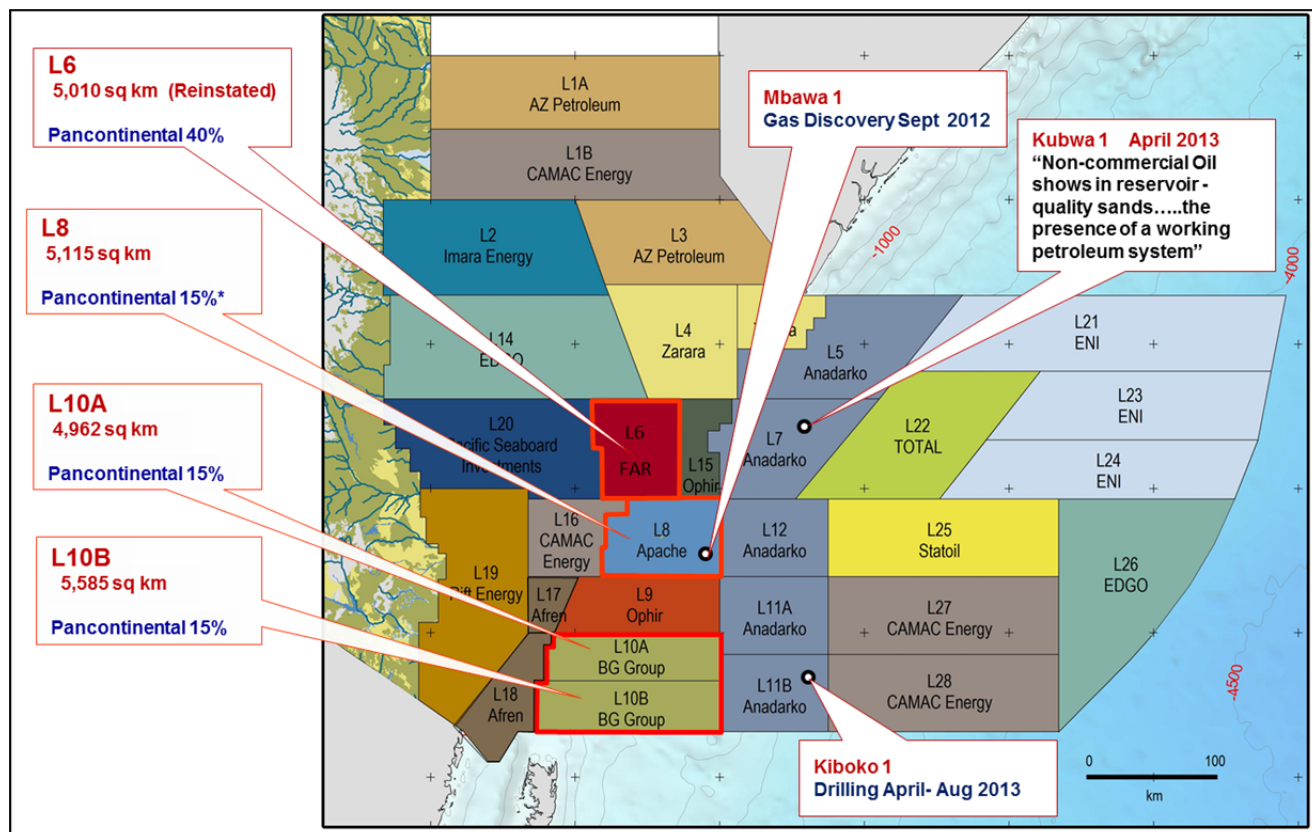 L6
5,010 sq km (Reinstated)
Pancontinental 40%
L8
5,115 sq km
Pancontinental 15%*
L10A
4,962 sq km
Pancontinental 15%
L10B
5,585 sq km
Pancontinental 15%
Mbawa 1
Gas Discovery Sept 2012
Kubwa 1 April 2013
“Non-commercial Oil
shows in reservoir -
quality sands…..the
presence of a working
petroleum system”
Kiboko 1
Drilling April- Aug 2013
L1A
AZ Petroleum
L1B
CAMAC Energy
L2
Imara Energy
L3
AZ Petroleum
L14
EDGO
L4
Zarara
L5
Anadarko
L21
ENI
L23
ENI
L24
ENI
L22
TOTAL
L20
Seaboard
L6
FAR
L15
Ophir
L7
Anadarko
L16
CAMAC
Energy
L8
Apache
L12
Anadarko
L25
Statoil
L26
EDGO
L19
Energy
L17
Afren
L9
Ophir
L11A
Anadarko
L27
CAMAC Energy
L10A
BG Group
L10B
BG Group
L18
Afren
L11B
Anadarko
L28
CAMAC Energy
-1000
-4000
-4500
0 100
km